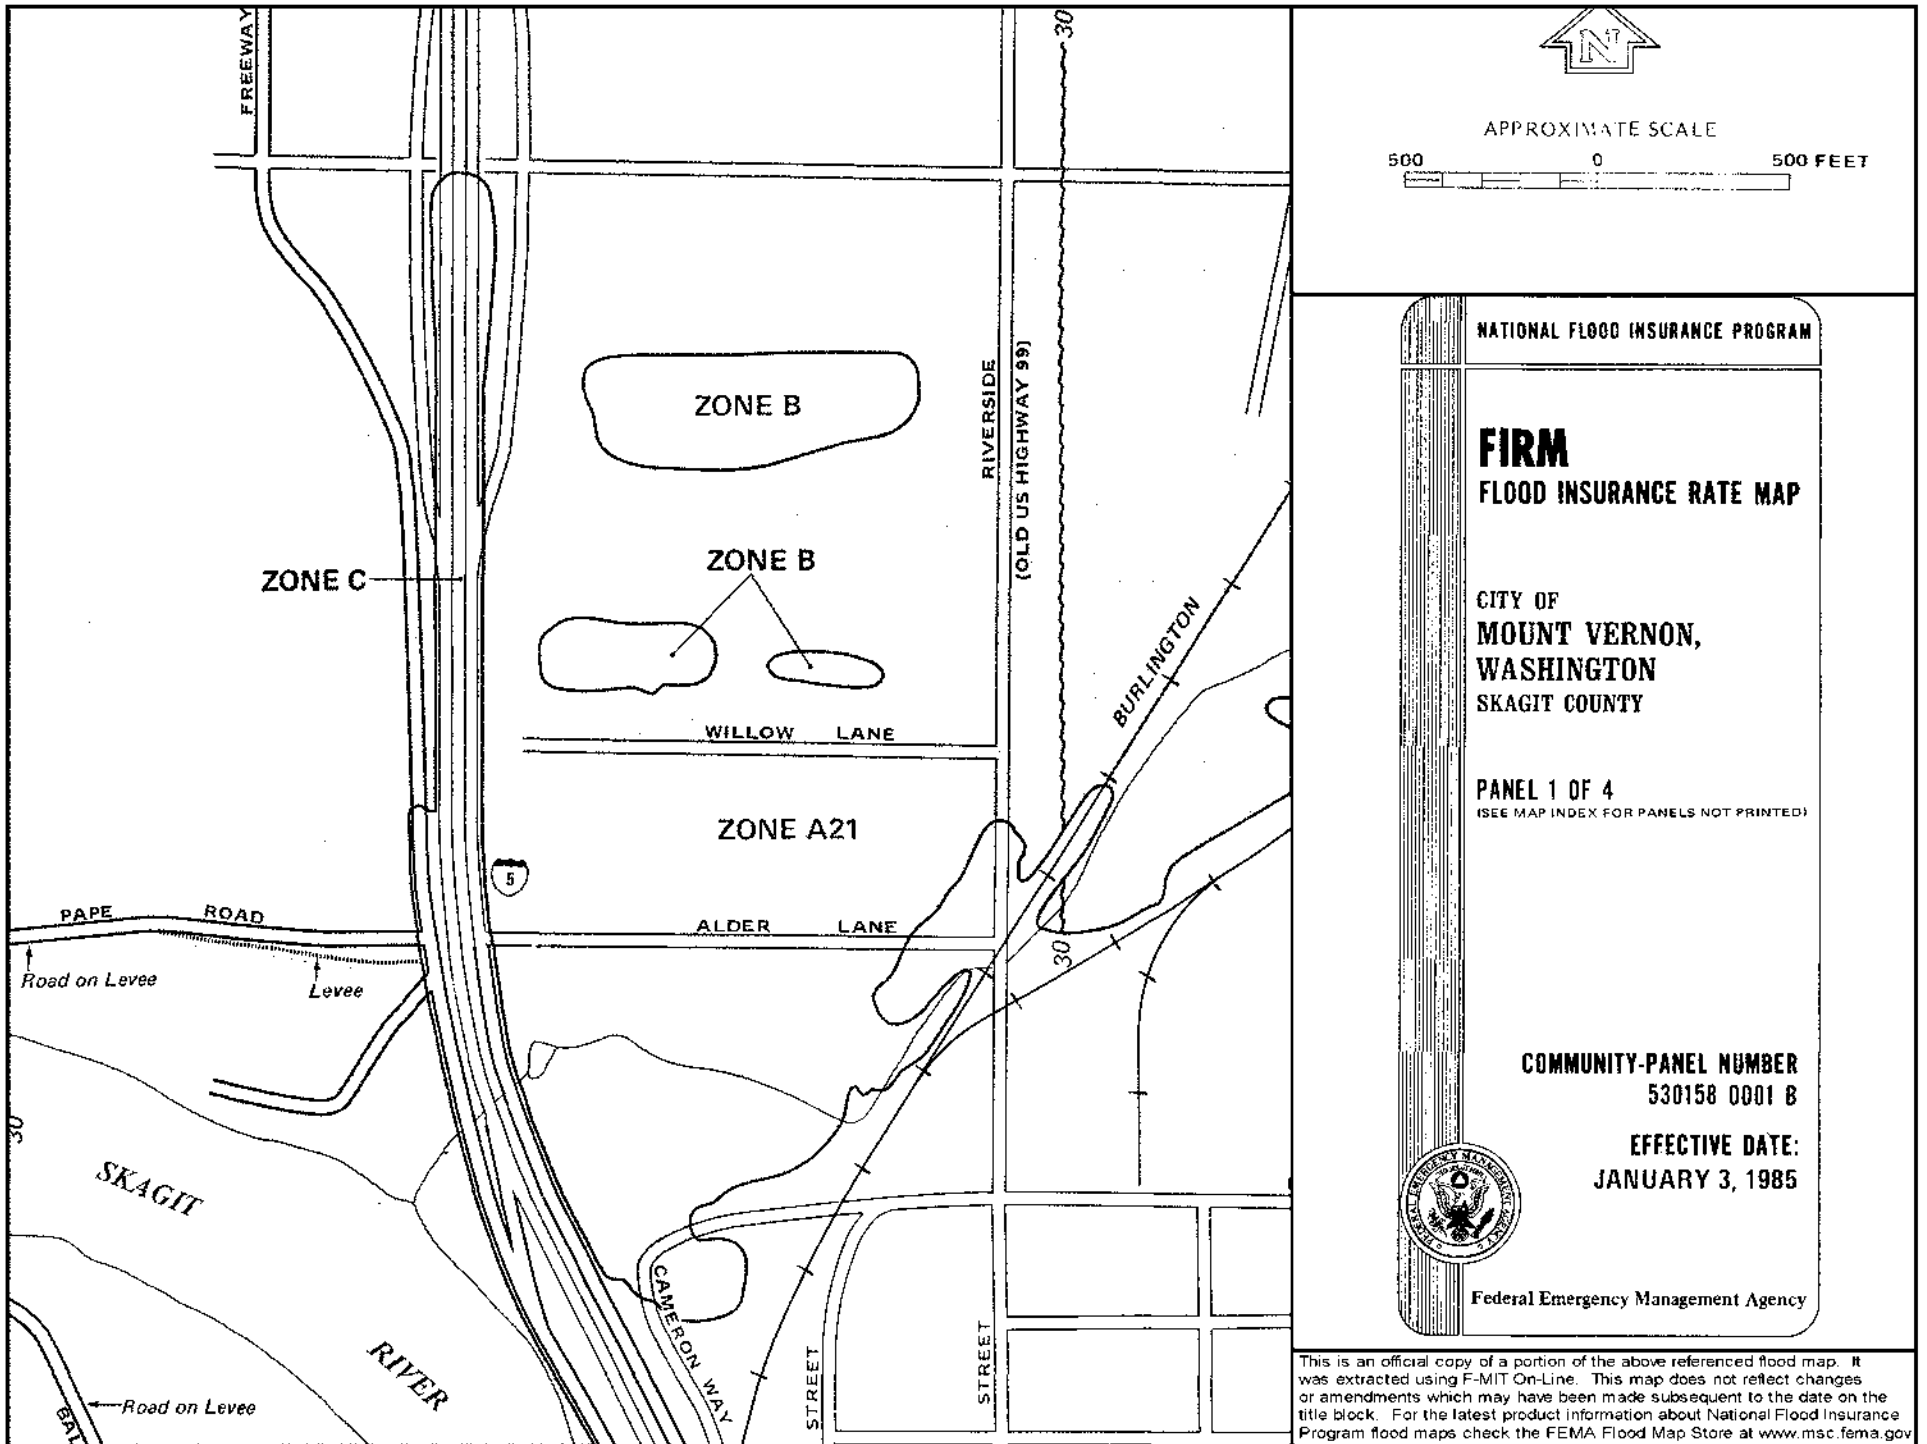 FREEWAY
30
ZONE B
RIVERSIDE
(OLD US HIGHWAY 99)
ZONE B
ZONE C
BURLINGTON
WILLOW LANE
ZONE A21
5
PAPE ROAD
ALDER LANE
30
Road on Levee
Levee
30
SKAGIT
RIVER
CAMERON WAY
STREET
STREET
Road on Levee
N
APPROXIMATE SCALE
500 0 500 FEET
NATIONAL FLOOD INSURANCE PROGRAM
FIRM
FLOOD INSURANCE RATE MAP
CITY OF
MOUNT VERNON,
WASHINGTON
SKAGIT COUNTY
PANEL 1 OF 4
(SEE MAP INDEX FOR PANELS NOT PRINTED)
COMMUNITY-PANEL NUMBER
530158 0001 B
EFFECTIVE DATE:
JANUARY 3, 1985
FEDERAL EMERGENCY MANAGEMENT AGENCY
Federal Emergency Management Agency
This is an official copy of a portion of the above referenced flood map. It
was extracted using F-MIT On-Line. This map does not reflect changes
or amendments which may have been made subsequent to the date on the
title block. For the latest product information about National Flood Insurance
Program flood maps check the FEMA Flood Map Store at www.msc.fema.gov